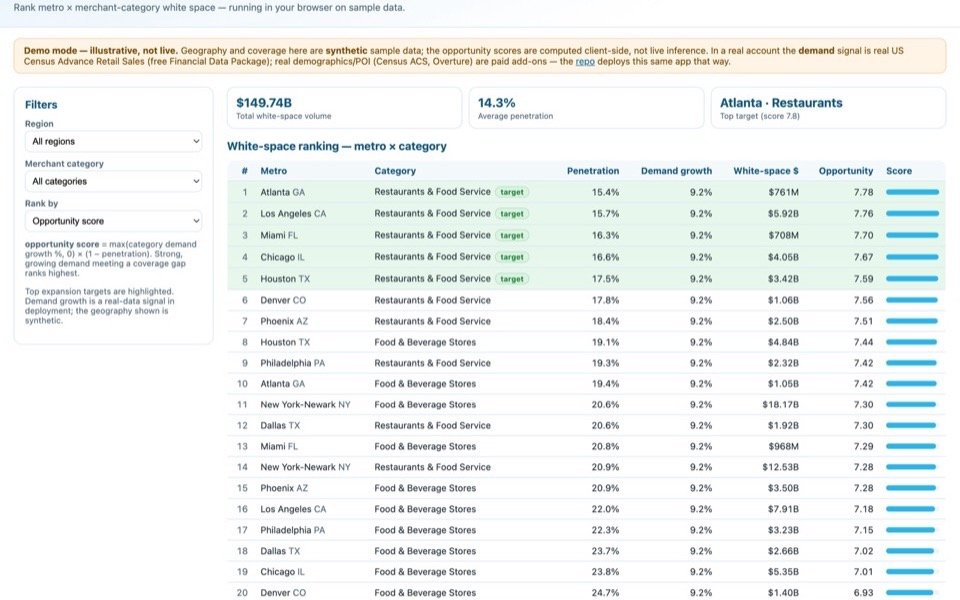 Rank metro x merchant-category white space — running in your browser on sample data.
Demo mode — illustrative, not live. Geography and coverage here are synthetic sample data; the opportunity scores are computed client-side, not live inference. In a real account the demand signal is real US
Census Advance Retail Sales (free Financial Data Package); real demographics/POI (Census ACS, Overture) are paid add-ons — the repo deploys this same app that way.
Filters
Region
All regions
Merchant category
All categories
Rank by
Opportunity score
opportunity score = max(category demand
growth %, 0) × (1 − penetration). Strong,
growing demand meeting a coverage gap
ranks highest.
Top expansion targets are highlighted.
Demand growth is a real-data signal in
deployment; the geography shown is
synthetic.
$149.74B
Total white-space volume
14.3%
Average penetration
Atlanta · Restaurants
Top target (score 7.8)
White-space ranking — metro × category
# Metro Category Penetration Demand growth White-space $ Opportunity Score
1 Atlanta GA Restaurants & Food Service target 15.4% 9.2% $761M 7.78
2 Los Angeles CA Restaurants & Food Service target 15.7% 9.2% $5.92B 7.76
3 Miami FL Restaurants & Food Service target 16.3% 9.2% $708M 7.70
4 Chicago IL Restaurants & Food Service target 16.6% 9.2% $4.05B 7.67
5 Houston TX Restaurants & Food Service target 17.5% 9.2% $3.42B 7.59
6 Denver CO Restaurants & Food Service 17.8% 9.2% $1.06B 7.56
7 Phoenix AZ Restaurants & Food Service 18.4% 9.2% $2.50B 7.51
8 Houston TX Food & Beverage Stores 19.1% 9.2% $4.84B 7.44
9 Philadelphia PA Restaurants & Food Service 19.3% 9.2% $2.32B 7.42
10 Atlanta GA Food & Beverage Stores 19.4% 9.2% $1.05B 7.42
11 New York-Newark NY Food & Beverage Stores 20.6% 9.2% $18.17B 7.30
12 Dallas TX Restaurants & Food Service 20.6% 9.2% $1.92B 7.30
13 Miami FL Food & Beverage Stores 20.8% 9.2% $968M 7.29
14 New York-Newark NY Restaurants & Food Service 20.9% 9.2% $12.53B 7.28
15 Phoenix AZ Food & Beverage Stores 20.9% 9.2% $3.50B 7.28
16 Los Angeles CA Food & Beverage Stores 22.0% 9.2% $7.91B 7.18
17 Philadelphia PA Food & Beverage Stores 22.3% 9.2% $3.23B 7.15
18 Dallas TX Food & Beverage Stores 23.7% 9.2% $2.66B 7.02
19 Chicago IL Food & Beverage Stores 23.8% 9.2% $5.35B 7.01
20 Denver CO Food & Beverage Stores 24.7% 9.2% $1.40B 6.93